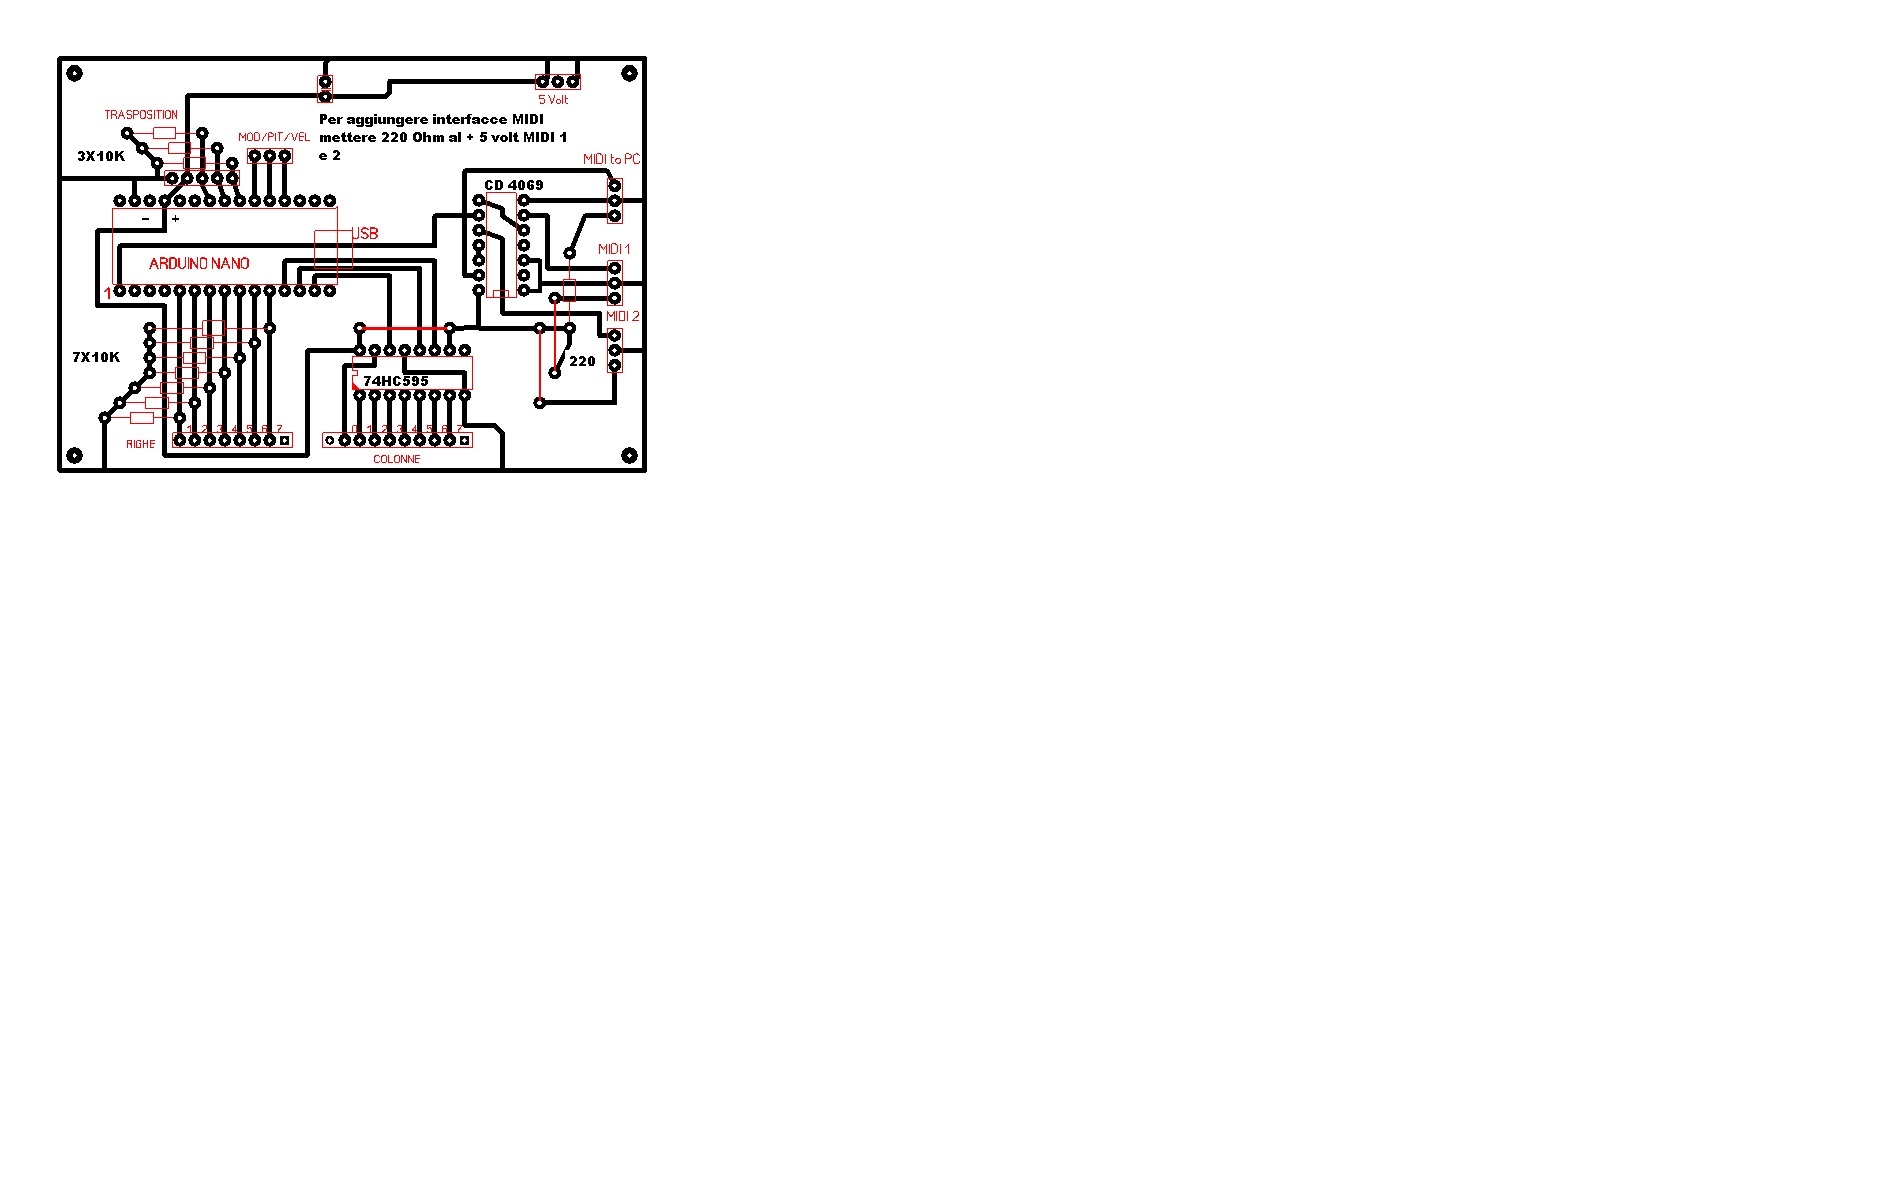 5 Volt
TRASPOSITION
Per aggiungere interfacce MIDI
mettere 220 Ohm al + 5 volt MIDI 1
e 2
MOD/PIT/VEL
3X10K
MIDI to PC
CD 4069
− +
USB
MIDI 1
ARDUINO NANO
1
MIDI 2
7X10K
220
74HC595
1 2 3 4 5 6 7
0 1 2 3 4 5 6 7
RIGHE
COLONNE